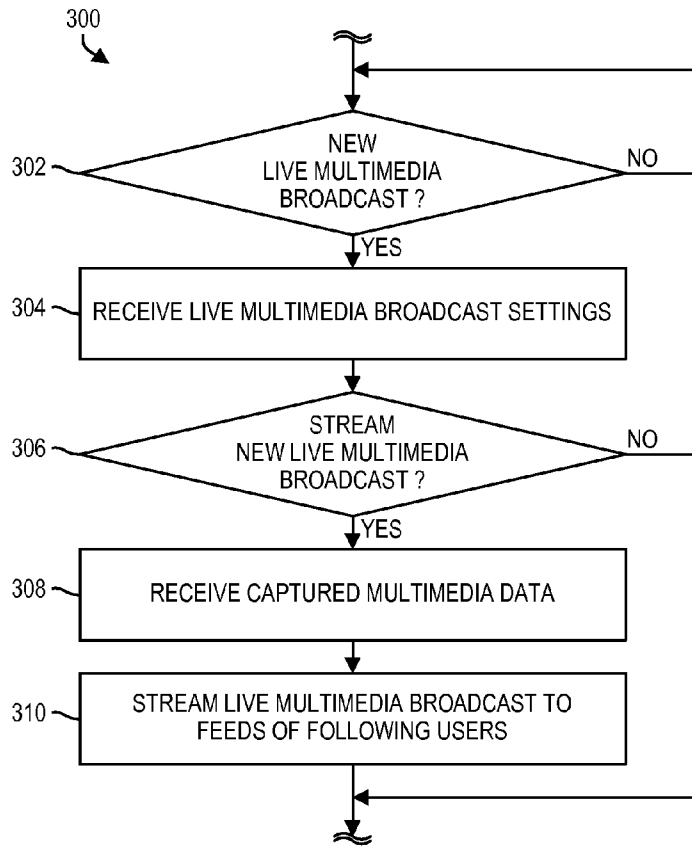 300
302
NEW
LIVE MULTIMEDIA
BROADCAST ?
NO
YES
304
RECEIVE LIVE MULTIMEDIA BROADCAST SETTINGS
306
STREAM
NEW LIVE MULTIMEDIA
BROADCAST ?
NO
YES
308
RECEIVE CAPTURED MULTIMEDIA DATA
310
STREAM LIVE MULTIMEDIA BROADCAST TO
FEEDS OF FOLLOWING USERS